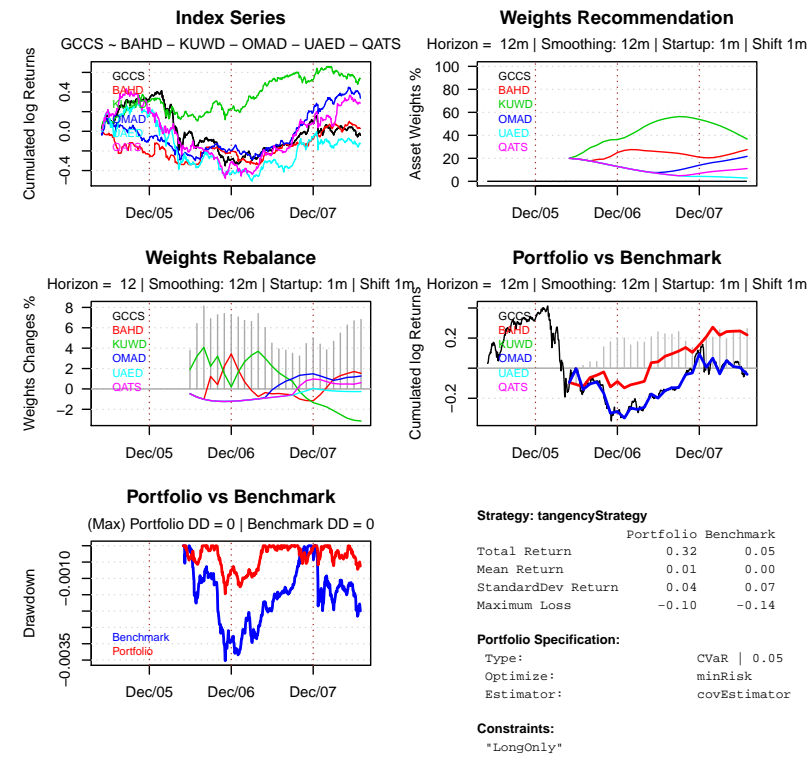 Index Series
GCCS ~ BAHD − KUWD − OMAD − UAED − QATS
Cumulated log Returns
0.4
0.0
−0.4
GCCS
BAHD
KUWD
OMAD
UAED
QATS
Dec/05
Dec/06
Dec/07
Weights Recommendation
Horizon = 12m | Smoothing: 12m | Startup: 1m | Shift 1m
Asset Weights %
100
80
60
40
20
0
GCCS
BAHD
KUWD
OMAD
UAED
QATS
Dec/05
Dec/06
Dec/07
Weights Rebalance
Horizon = 12 | Smoothing: 12m | Startup: 1m | Shift 1m
Weights Changes %
8
6
4
2
0
−2
GCCS
BAHD
KUWD
OMAD
UAED
QATS
Dec/05
Dec/06
Dec/07
Portfolio vs Benchmark
Horizon = 12m | Smoothing: 12m | Startup: 1m | Shift 1m
Cumulated log Returns
0.2
−0.2
GCCS
BAHD
KUWD
OMAD
UAED
QATS
Dec/05
Dec/06
Dec/07
Portfolio vs Benchmark
(Max) Portfolio DD = 0 | Benchmark DD = 0
Drawdown
−0.0010
−0.0035
Benchmark
Portfolio
Dec/05
Dec/06
Dec/07
Strategy: tangencyStrategy
Portfolio Benchmark
Total Return 0.32 0.05
Mean Return 0.01 0.00
StandardDev Return 0.04 0.07
Maximum Loss −0.10 −0.14
Portfolio Specification:
Type: CVaR | 0.05
Optimize: minRisk
Estimator: covEstimator
Constraints:
"LongOnly"